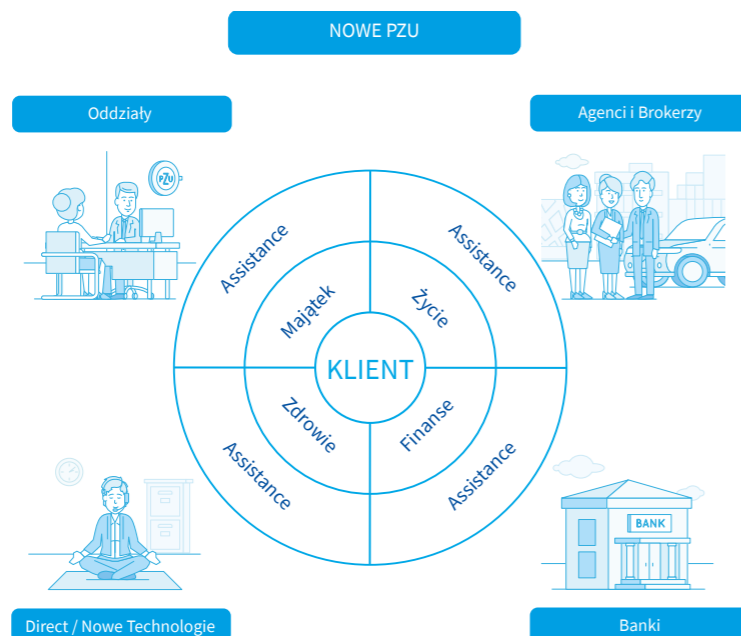 NOWE PZU
Oddziały
Agenci i Brokerzy
PZU
Assistance
Assistance
Majątek
Życie
KLIENT
Zdrowie
Finanse
Assistance
Assistance
BANK
Direct / Nowe Technologie
Banki